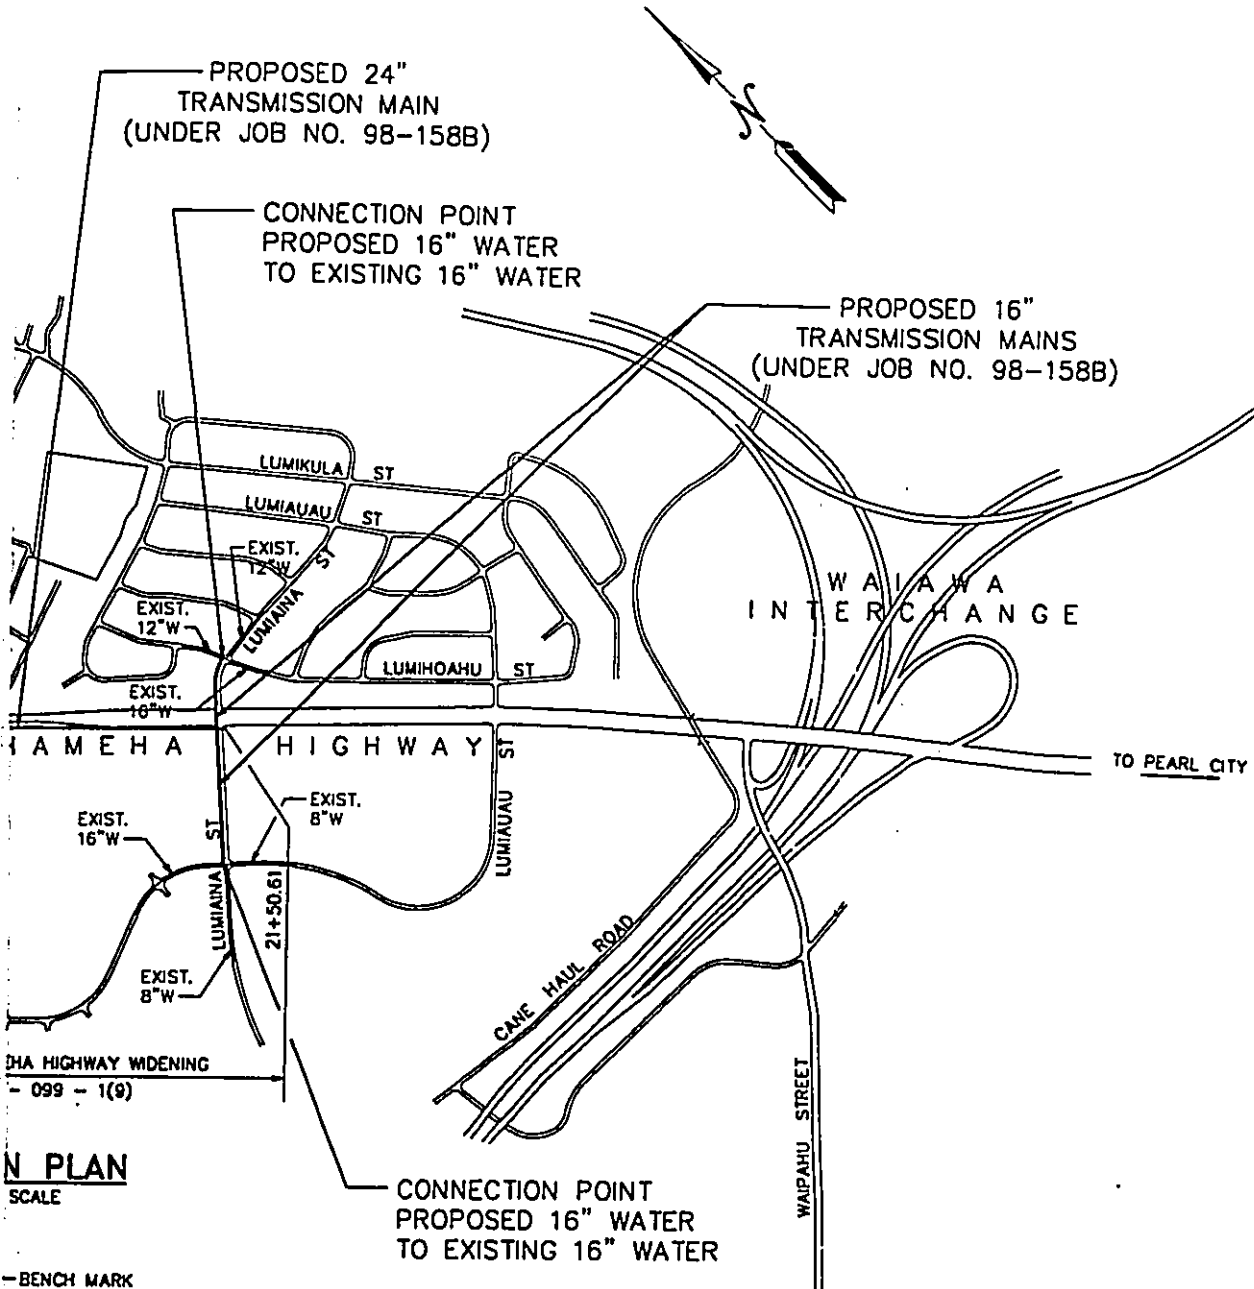 PROPOSED 24"
TRANSMISSION MAIN
(UNDER JOB NO. 98-158B)
N
CONNECTION POINT
PROPOSED 16" WATER
TO EXISTING 16" WATER
PROPOSED 16"
TRANSMISSION MAINS
(UNDER JOB NO. 98-158B)
LUMIKULA ST
LUMIAUAU ST
EXIST.
12"W
LUMIAINA ST
EXIST.
12"W
WAIAWA
INTERCHANGE
LUMIHOAHU ST
EXIST.
16"W
HAMEHA HIGHWAY
TO PEARL CITY
LUMIAUAU ST
EXIST.
8"W
EXIST.
16"W
LUMIAINA ST
21+50.61
EXIST.
8"W
CANE HAUL ROAD
HA HIGHWAY WIDENING
- 099 - 1(9)
WAIPAHU STREET
N PLAN
SCALE
CONNECTION POINT
PROPOSED 16" WATER
TO EXISTING 16" WATER
BENCH MARK